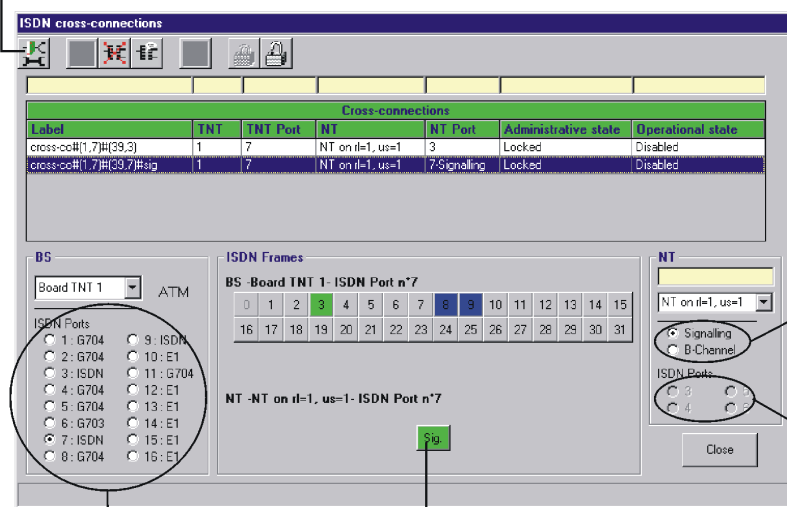 ISDN cross-connections
Cross-connections
Label TNT TNT Port NT NT Port Administrative state Operational state
cross-co#(1,7)#(39,3) 1 7 NT on rl=1, us=1 3 Locked Disabled
cross-co#(1,7)#(39,7)#sig 1 7 NT on rl=1, us=1 7-Signalling Locked Disabled
BS
Board TNT 1 ATM
ISDN Ports
1 : G704 9 : ISDN
2 : G704 10 : E1
3 : ISDN 11 : G704
4 : G704 12 : E1
5 : G704 13 : E1
6 : G703 14 : E1
7 : ISDN 15 : E1
8 : G704 16 : E1
ISDN Frames
BS -Board TNT 1- ISDN Port n°7
0 1 2 3 4 5 6 7 8 9 10 11 12 13 14 15
16 17 18 19 20 21 22 23 24 25 26 27 28 29 30 31
NT -NT on rl=1, us=1- ISDN Port n°7
Sig.
NT
NT on rl=1, us=1
Signalling
B-Channel
ISDN Ports
3
4
Close